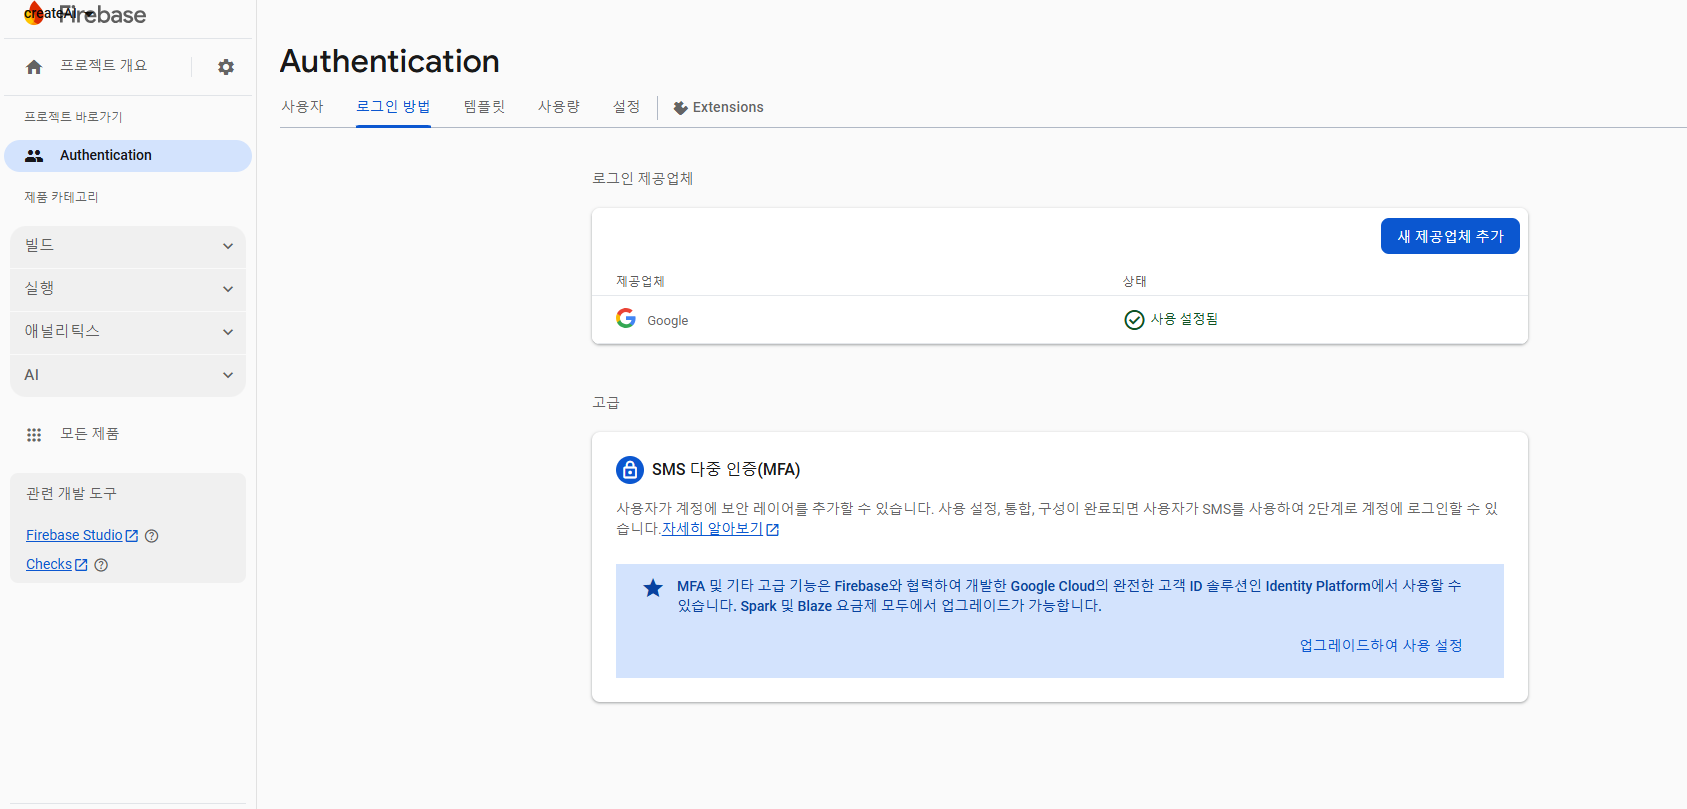 createAi
Firebase
프로젝트 개요
프로젝트 바로가기
Authentication
제품 카테고리
빌드
실행
애널리틱스
AI
모든 제품
관련 개발 도구
Firebase Studio
Checks
Authentication
사용자 로그인 방법 템플릿 사용량 설정 Extensions
로그인 제공업체
새 제공업체 추가
제공업체 상태
Google 사용 설정됨
고급
SMS 다중 인증(MFA)
사용자가 계정에 보안 레이어를 추가할 수 있습니다. 사용 설정, 통합, 구성이 완료되면 사용자가 SMS를 사용하여 2단계로 계정에 로그인할 수 있
습니다.자세히 알아보기
MFA 및 기타 고급 기능은 Firebase와 협력하여 개발한 Google Cloud의 완전한 고객 ID 솔루션인 Identity Platform에서 사용할 수
있습니다. Spark 및 Blaze 요금제 모두에서 업그레이드가 가능합니다.
업그레이드하여 사용 설정